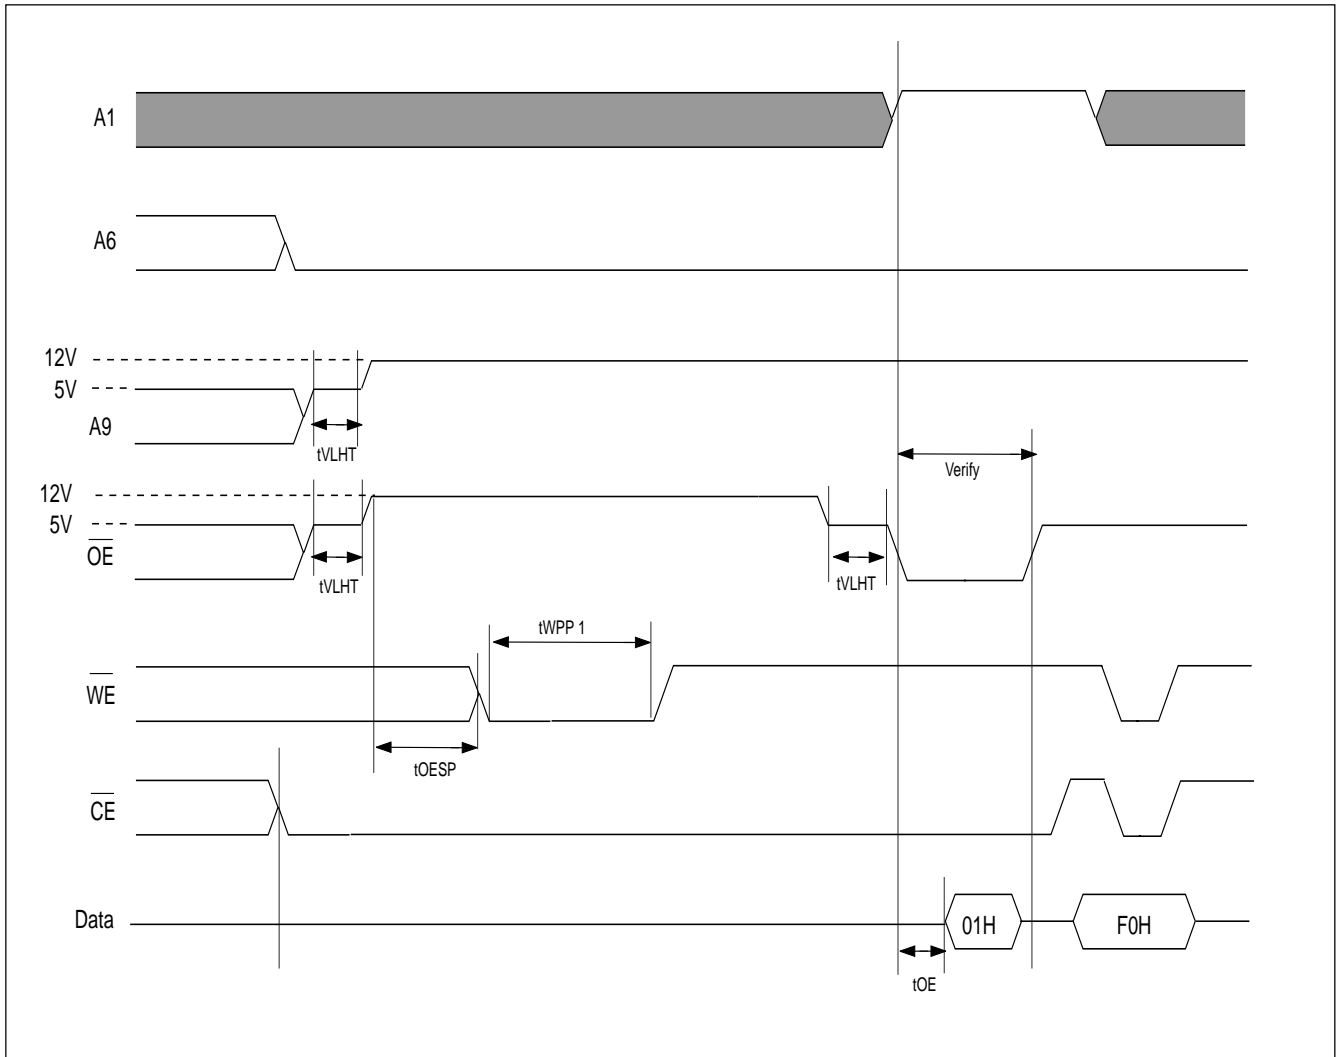 A1
A6
12V
5V
A9
tVLHT
Verify
12V
5V
OE
tVLHT
tVLHT
tWPP 1
WE
tOESP
CE
Data
01H
F0H
tOE